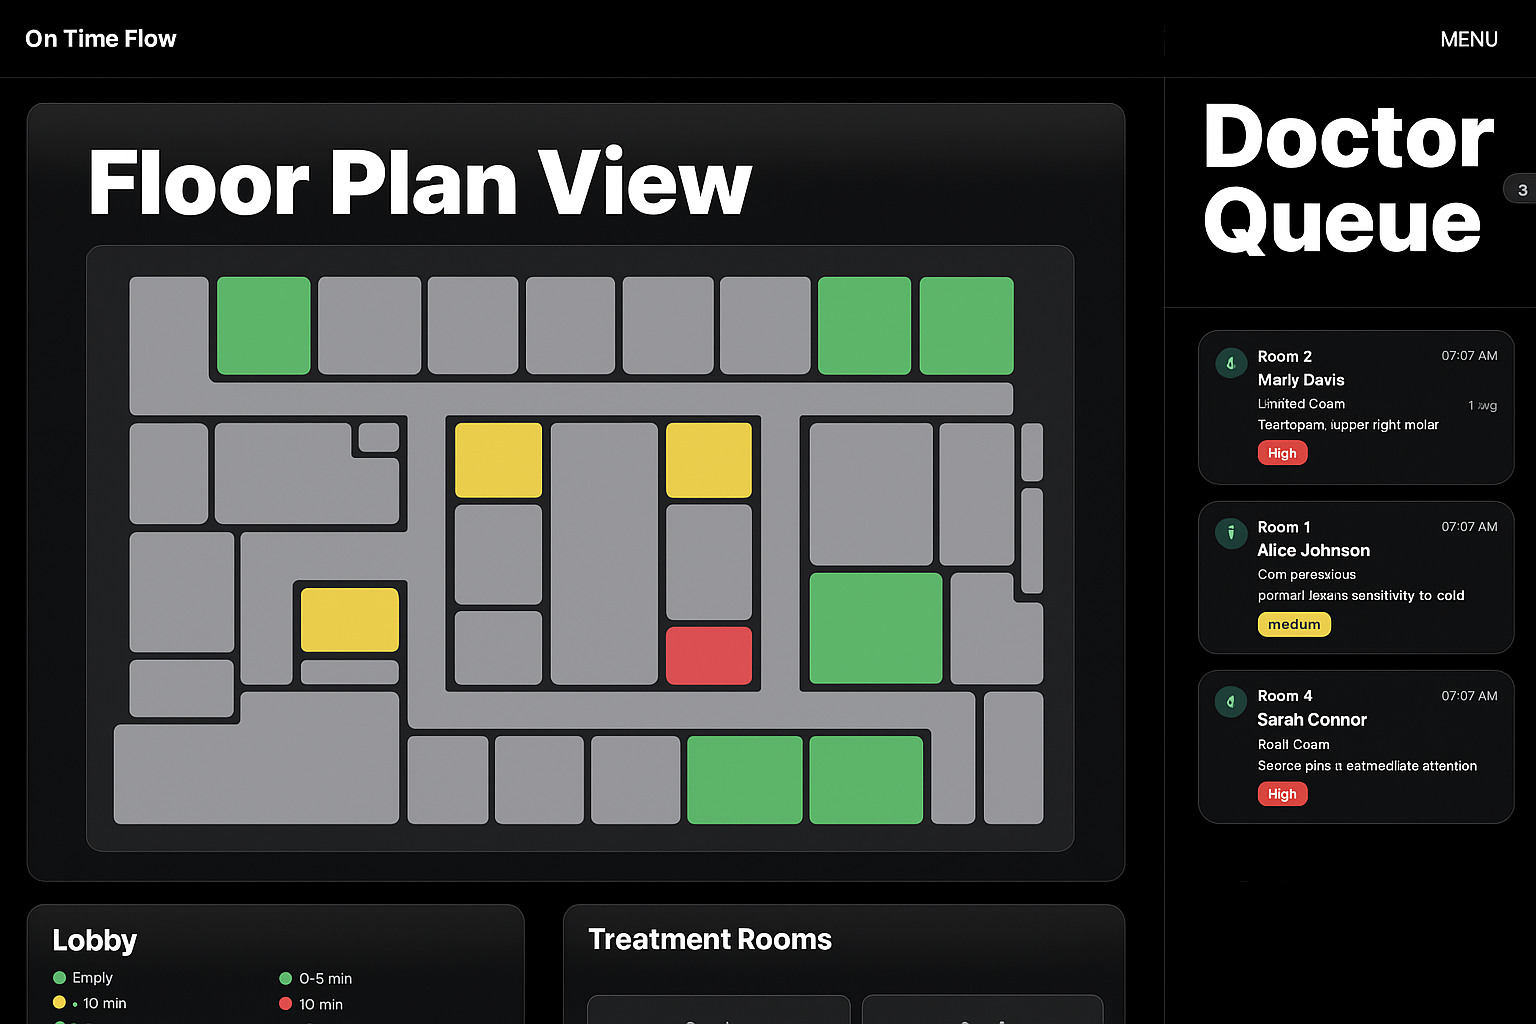 On Time Flow
MENU
Floor Plan View
Doctor
Queue
3
Room 2
07:07 AM
Marly Davis
Limited Coam
1
Teartopam, iupper right molar
High
Room 1
07:07 AM
Alice Johnson
Com peresxious
pormarl Jexans sensitivity to cold
medum
Room 4
07:07 AM
Sarah Connor
Roall Coam
Seorce pins α eatmedliate attention
High
Lobby
Emply
0-5 min
10 min
10 min
Treatment Rooms